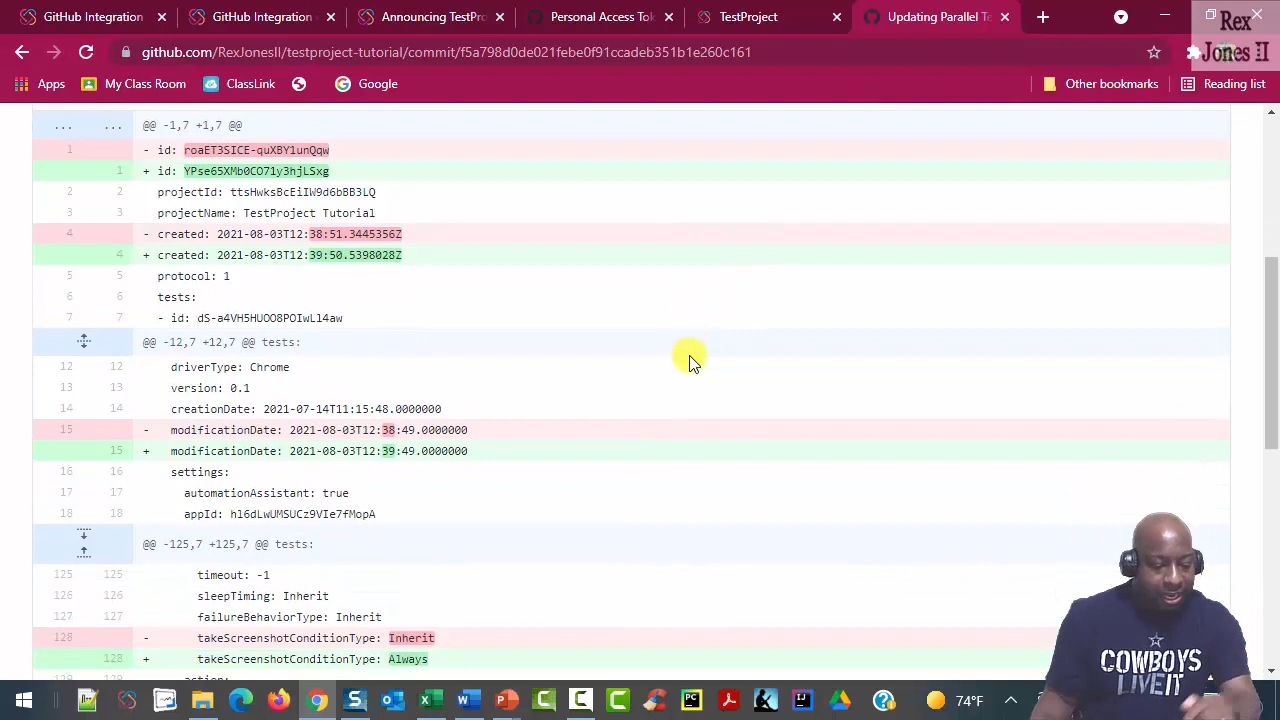 GitHub Integration
GitHub Integration
Announcing TestPro
Personal Access To
TestProject
Updating Parallel Te
github.com/RexJonesII/testproject-tutorial/commit/f5a798d0de021febe0f91ccadeb351b1e260c161
Rex
Jones II
Apps
My Class Room
ClassLink
Google
Other bookmarks
Reading list
... ... @@ -1,7 +1,7 @@
1 - id: roaET3SICE-quXBY1unQqw
1 + id: YPse65XMb0CO71y3hjLSxg
2 2 projectId: ttsHwksBcEiIW9d6bBB3LQ
3 3 projectName: TestProject Tutorial
4 - created: 2021-08-03T12:38:51.3445356Z
4 + created: 2021-08-03T12:39:50.5398028Z
5 5 protocol: 1
6 6 tests:
7 7 - id: dS-a4VH5HUOO8POIwLl4aw
@@ -12,7 +12,7 @@ tests:
12 12 driverType: Chrome
13 13 version: 0.1
14 14 creationDate: 2021-07-14T11:15:48.0000000
15 - modificationDate: 2021-08-03T12:38:49.0000000
15 + modificationDate: 2021-08-03T12:39:49.0000000
16 16 settings:
17 17 automationAssistant: true
18 18 appId: hl6dLwUMSUCz9VIe7fMopA
@@ -125,7 +125,7 @@ tests:
125 125 timeout: -1
126 126 sleepTiming: Inherit
127 127 failureBehaviorType: Inherit
128 - takeScreenshotConditionType: Inherit
128 + takeScreenshotConditionType: Always
COWBOYS
LIVE IT
74°F